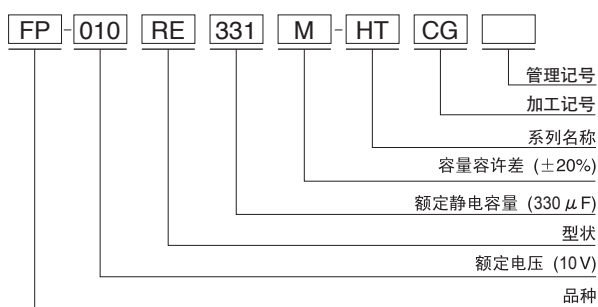 FP-010 RE 331 M-HT CG
管理记号
加工记号
系列名称
容量容许差 (±20%)
额定静电容量 (330 μF)
型状
额定电压 (10V)
品种